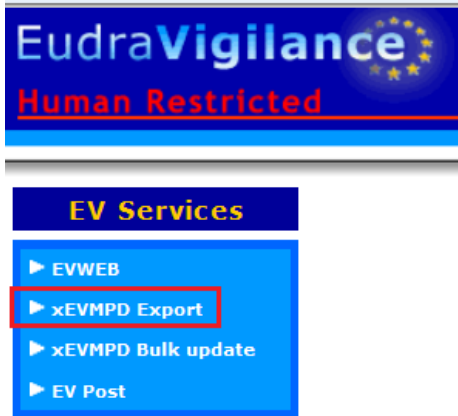 EudraVigilance
Human Restricted
EV Services
EVWEB
xEVMPD Export
xEVMPD Bulk update
EV Post